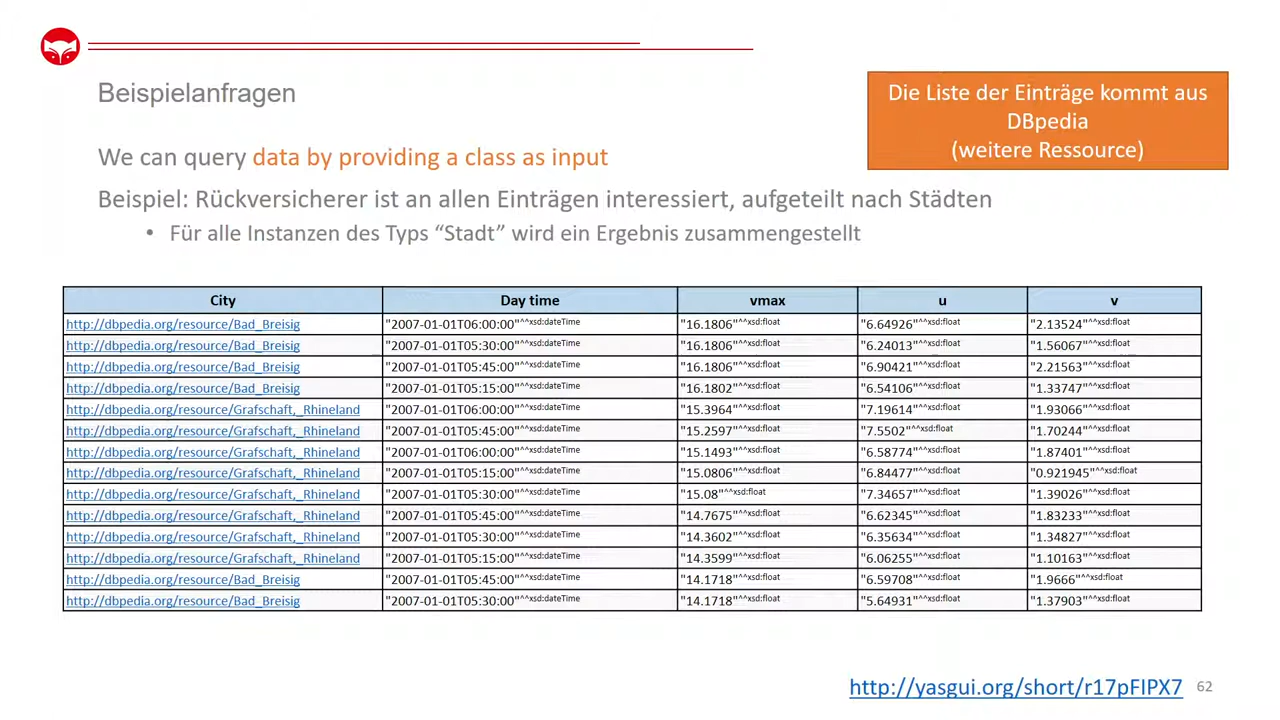 Beispielanfragen
Die Liste der Einträge kommt aus
DBpedia
(weitere Ressource)
We can query data by providing a class as input
Beispiel: Rückversicherer ist an allen Einträgen interessiert, aufgeteilt nach Städten
• Für alle Instanzen des Typs “Stadt” wird ein Ergebnis zusammengestellt
City Day time vmax u v
http://dbpedia.org/resource/Bad_Breisig "2007-01-01T06:00:00"^^xsd:dateTime "16.1806"^^xsd:float "6.64926"^^xsd:float "2.13524"^^xsd:float
http://dbpedia.org/resource/Bad_Breisig "2007-01-01T05:30:00"^^xsd:dateTime "16.1806"^^xsd:float "6.24013"^^xsd:float "1.56067"^^xsd:float
http://dbpedia.org/resource/Bad_Breisig "2007-01-01T05:45:00"^^xsd:dateTime "16.1806"^^xsd:float "6.90421"^^xsd:float "2.21563"^^xsd:float
http://dbpedia.org/resource/Bad_Breisig "2007-01-01T05:15:00"^^xsd:dateTime "16.1802"^^xsd:float "6.54106"^^xsd:float "1.33747"^^xsd:float
http://dbpedia.org/resource/Grafschaft,_Rhineland "2007-01-01T06:00:00"^^xsd:dateTime "15.3964"^^xsd:float "7.19614"^^xsd:float "1.93066"^^xsd:float
http://dbpedia.org/resource/Grafschaft,_Rhineland "2007-01-01T05:45:00"^^xsd:dateTime "15.2597"^^xsd:float "7.5502"^^xsd:float "1.70244"^^xsd:float
http://dbpedia.org/resource/Grafschaft,_Rhineland "2007-01-01T06:00:00"^^xsd:dateTime "15.1493"^^xsd:float "6.58774"^^xsd:float "1.87401"^^xsd:float
http://dbpedia.org/resource/Grafschaft,_Rhineland "2007-01-01T05:15:00"^^xsd:dateTime "15.0806"^^xsd:float "6.84477"^^xsd:float "0.921945"^^xsd:float
http://dbpedia.org/resource/Grafschaft,_Rhineland "2007-01-01T05:30:00"^^xsd:dateTime "15.08"^^xsd:float "7.34657"^^xsd:float "1.39026"^^xsd:float
http://dbpedia.org/resource/Grafschaft,_Rhineland "2007-01-01T05:45:00"^^xsd:dateTime "14.7675"^^xsd:float "6.62345"^^xsd:float "1.83233"^^xsd:float
http://dbpedia.org/resource/Grafschaft,_Rhineland "2007-01-01T05:30:00"^^xsd:dateTime "14.3602"^^xsd:float "6.35634"^^xsd:float "1.34827"^^xsd:float
http://dbpedia.org/resource/Grafschaft,_Rhineland "2007-01-01T05:15:00"^^xsd:dateTime "14.3599"^^xsd:float "6.06255"^^xsd:float "1.10163"^^xsd:float
http://dbpedia.org/resource/Bad_Breisig "2007-01-01T05:45:00"^^xsd:dateTime "14.1718"^^xsd:float "6.59708"^^xsd:float "1.9666"^^xsd:float
http://dbpedia.org/resource/Bad_Breisig "2007-01-01T05:30:00"^^xsd:dateTime "14.1718"^^xsd:float "5.64931"^^xsd:float "1.37903"^^xsd:float
http://yasgui.org/short/r17pFIPX7 62